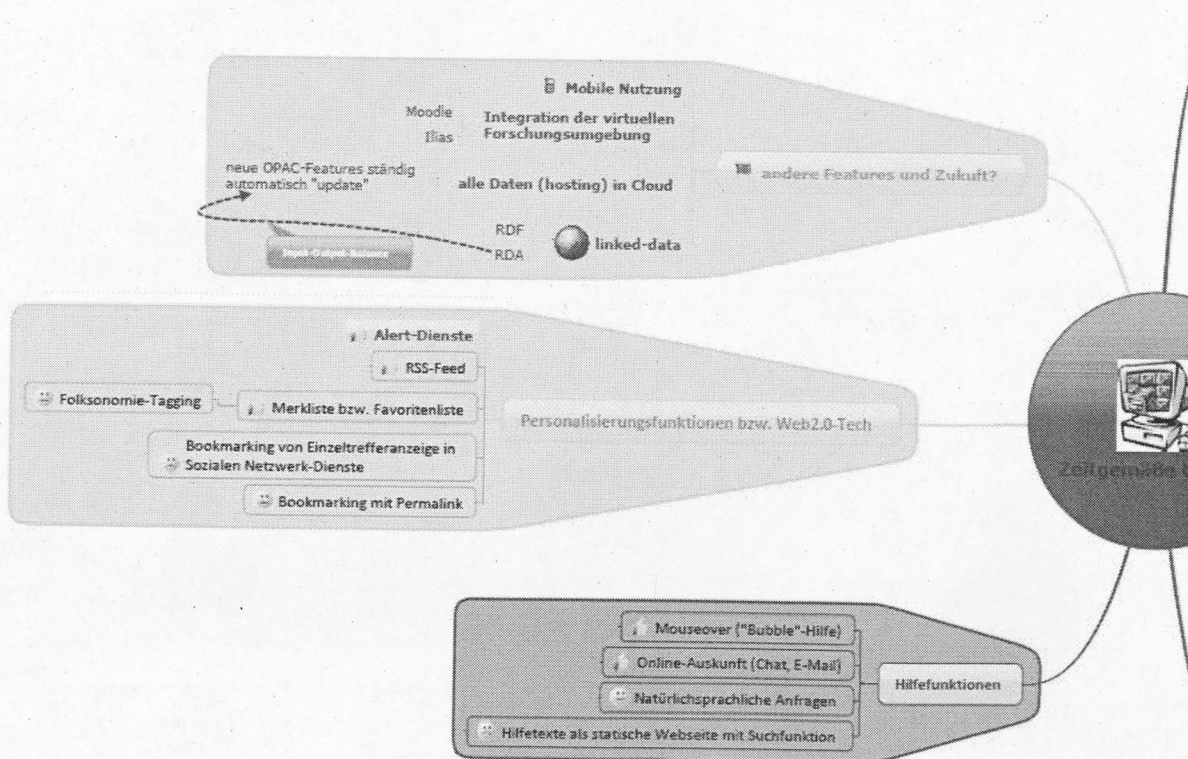 Mobile Nutzung
Moodle
Ilias
Integration der virtuellen
Forschungsumgebung
neue OPAC-Features ständig
automatisch "update"
alle Daten (hosting) in Cloud
andere Features und Zukuft?
RDF
RDA
linked-data
Alert-Dienste
RSS-Feed
Folksonomie-Tagging
Merkliste bzw. Favoritenliste
Bookmarking von Einzeltrefferanzeige in
Sozialen Netzwerk-Dienste
Bookmarking mit Permalink
Personalisierungsfunktionen bzw. Web2.0-Tech
Zeitgemäße
Mouseover ("Bubble"-Hilfe)
Online-Auskunft (Chat, E-Mail)
Natürlichsprachliche Anfragen
Hilfetexte als statische Webseite mit Suchfunktion
Hilfefunktionen